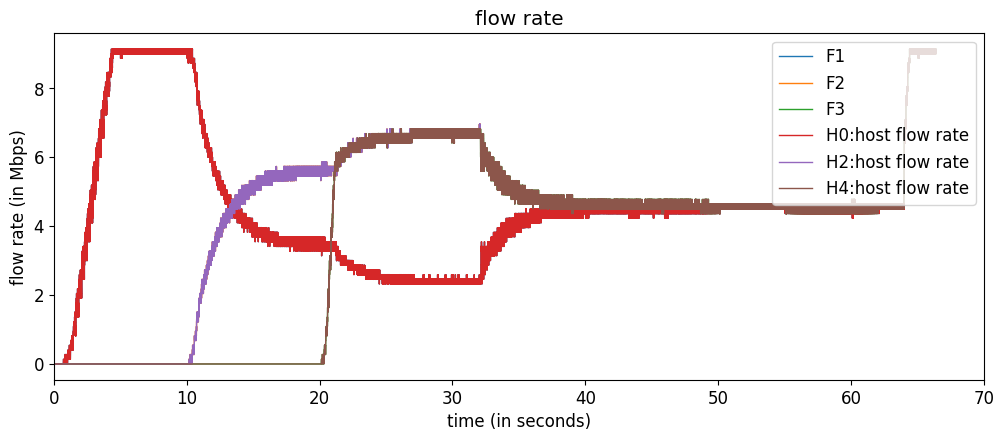 flow rate
flow rate (in Mbps)
8
6
4
2
0
F1
F2
F3
H0:host flow rate
H2:host flow rate
H4:host flow rate
0 10 20 30 40 50 60 70
time (in seconds)